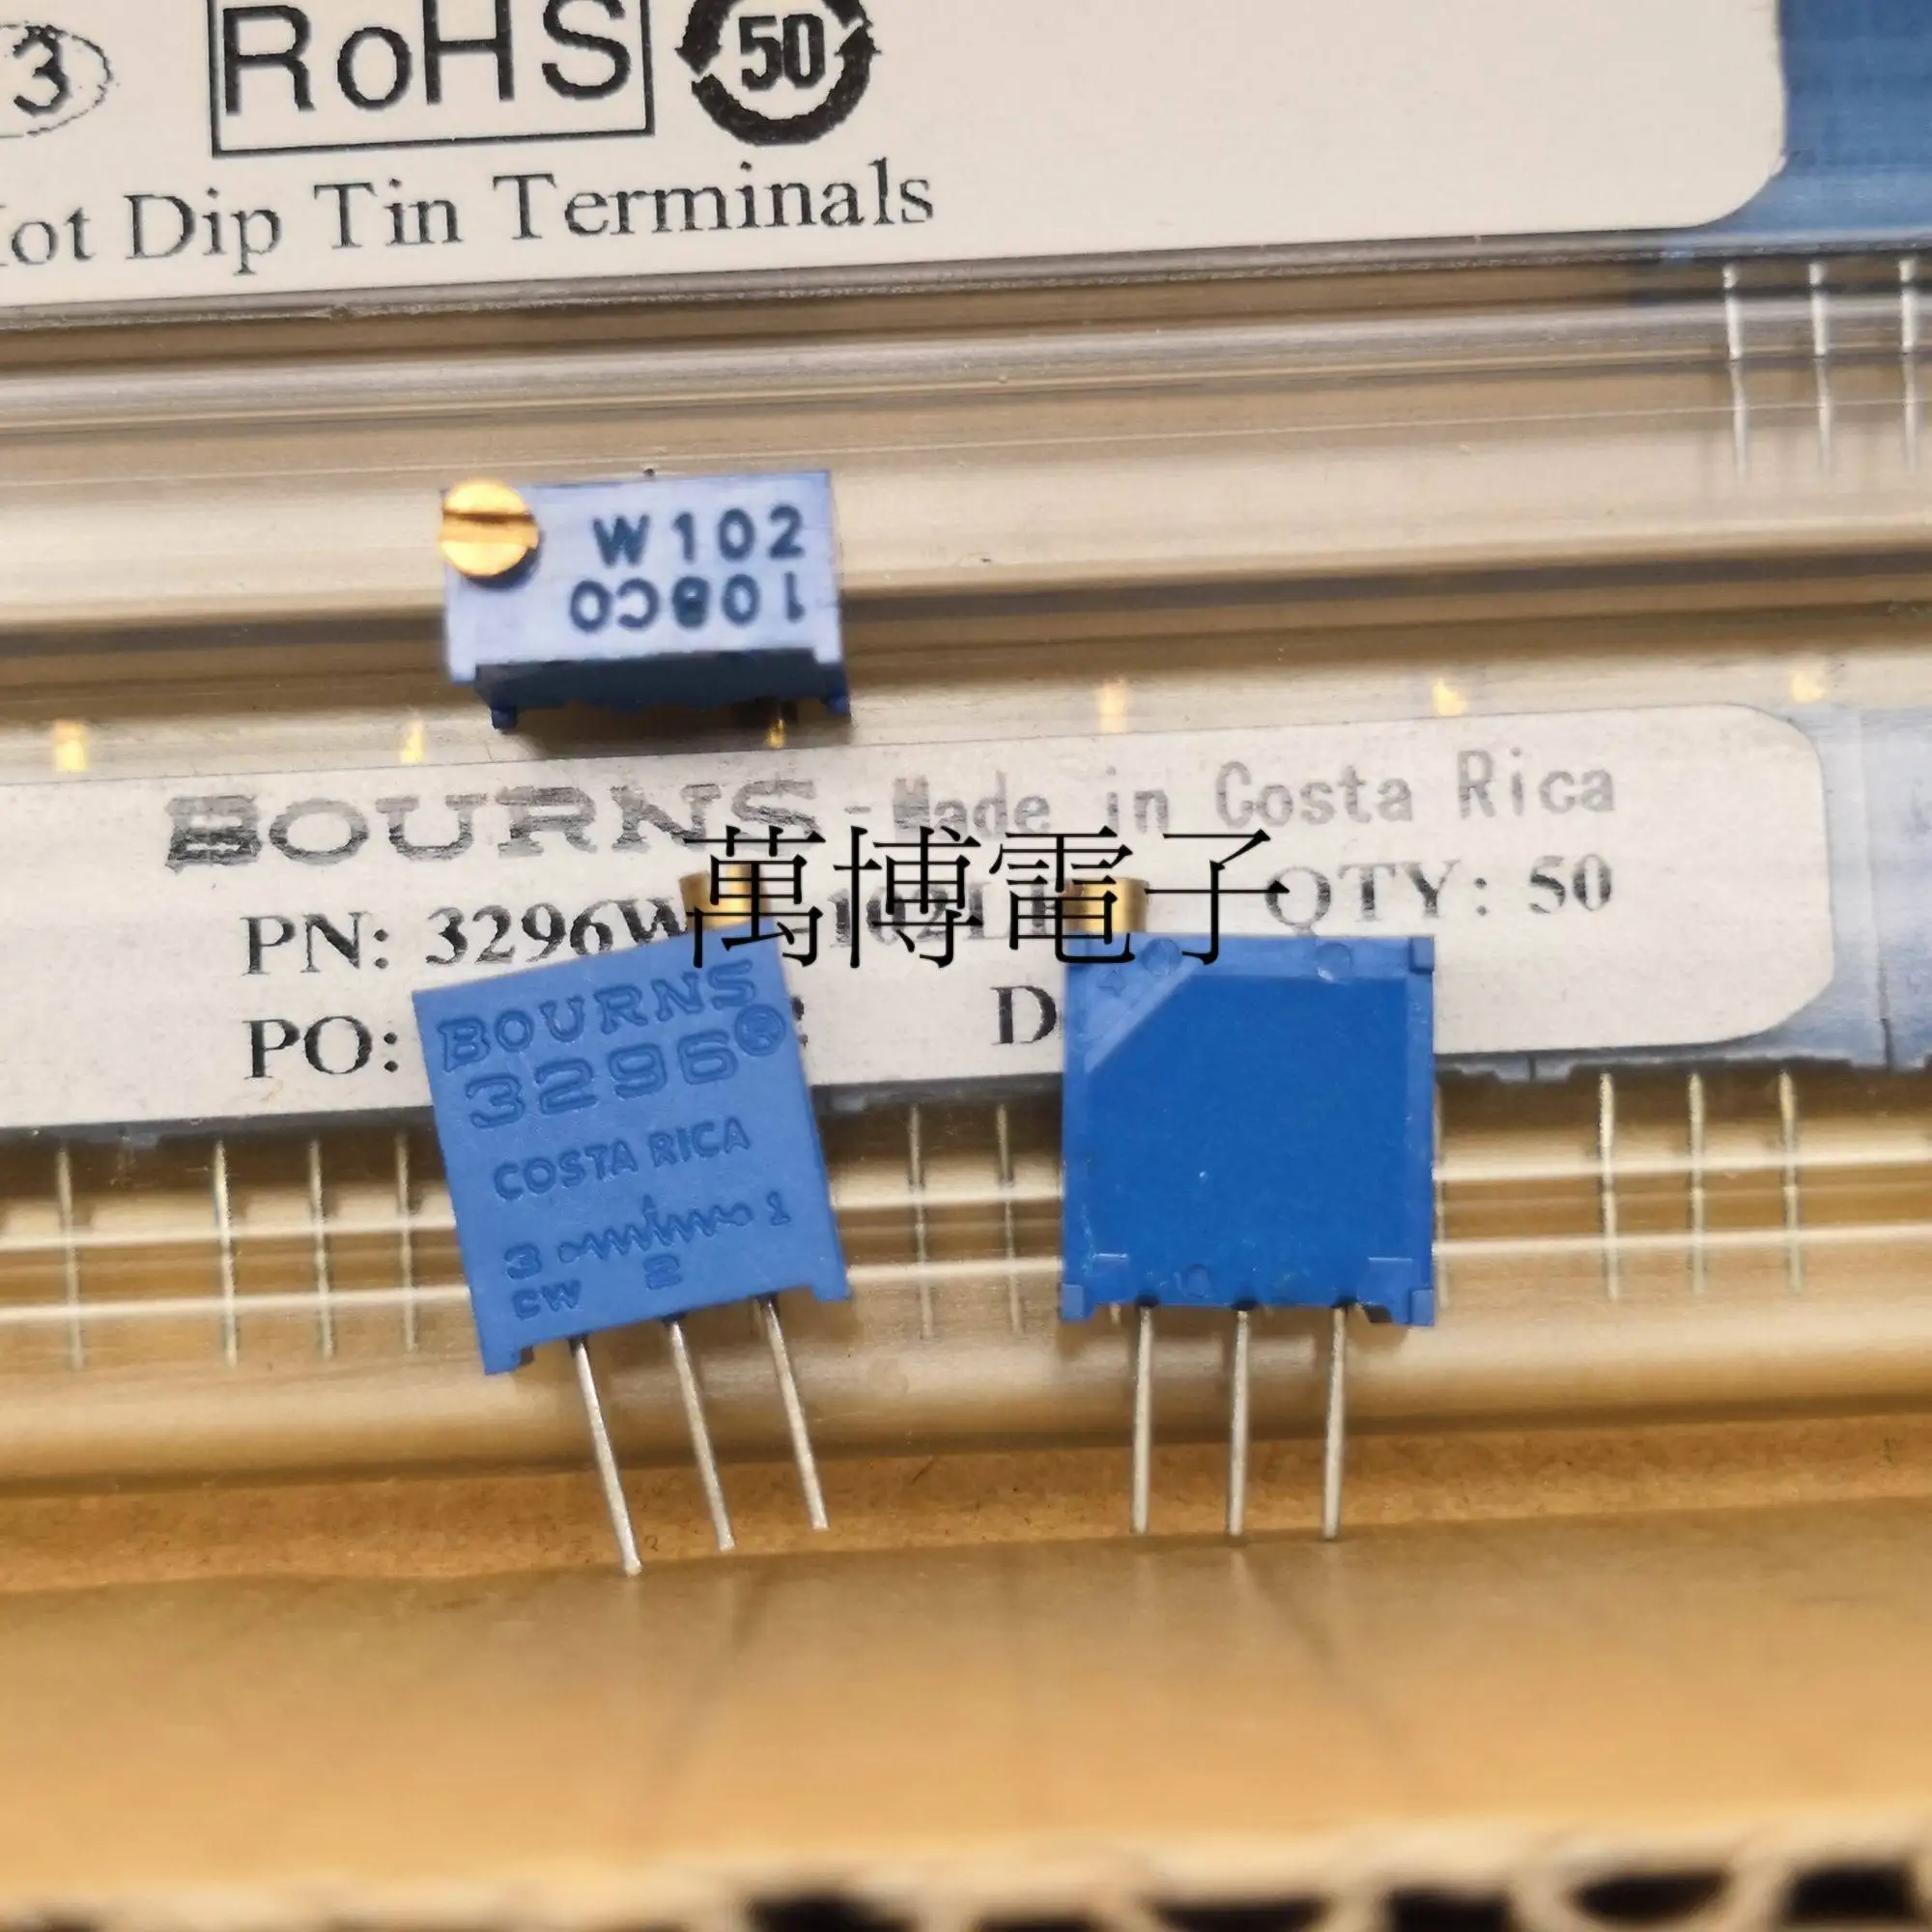 3 RoHS 50
Dip Tin Terminals
W102
108C0
BOURNS - Made in Costa Rica
萬博電子
PN: 3296W QTY: 50
PO:
BOURNS
3296®
COSTA RICA
3 1
CW 2